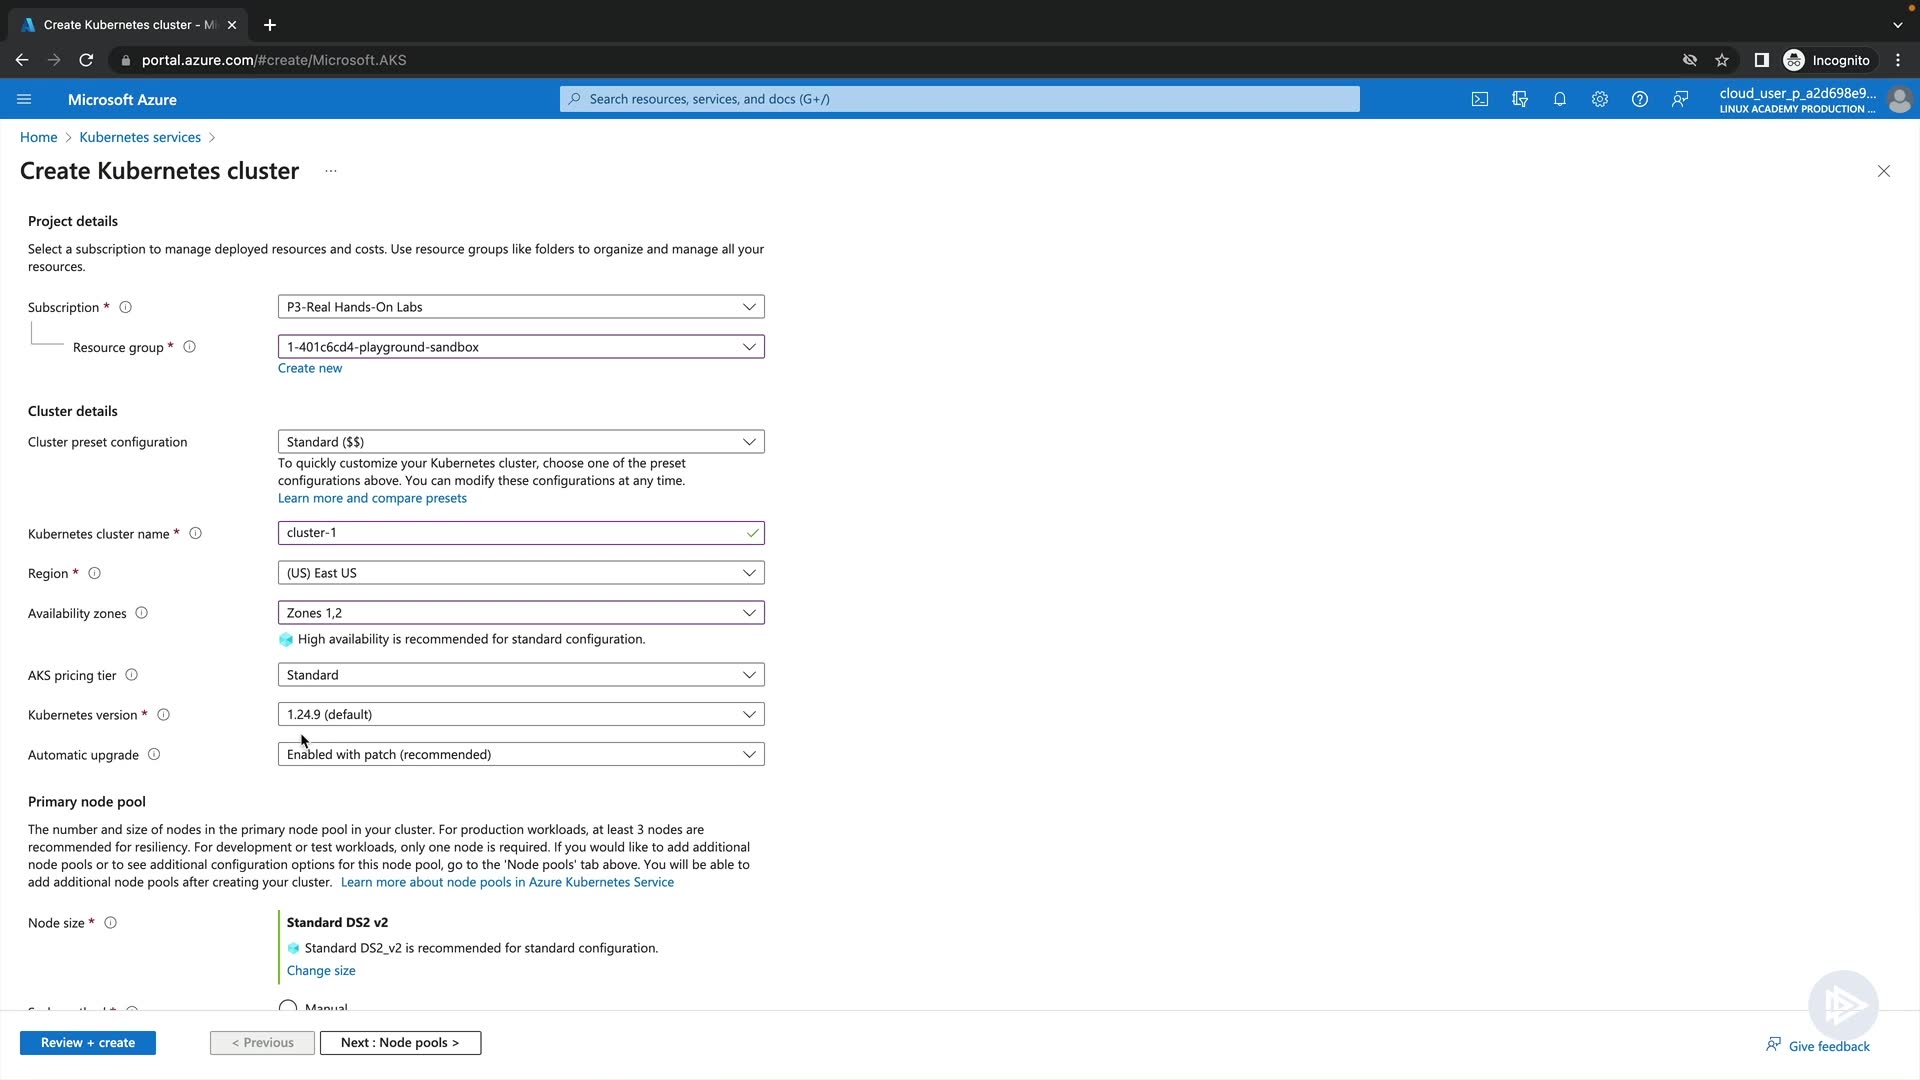 Create Kubernetes cluster - Mi
portal.azure.com/#create/Microsoft.AKS
Incognito
Microsoft Azure
Search resources, services, and docs (G+/)
cloud_user_p_a2d698e9...
LINUX ACADEMY PRODUCTION ...
Home > Kubernetes services >
Create Kubernetes cluster ...
Project details
Select a subscription to manage deployed resources and costs. Use resource groups like folders to organize and manage all your
resources.
Subscription * P3-Real Hands-On Labs
Resource group * 1-401c6cd4-playground-sandbox
Create new
Cluster details
Cluster preset configuration Standard ($$)
To quickly customize your Kubernetes cluster, choose one of the preset
configurations above. You can modify these configurations at any time.
Learn more and compare presets
Kubernetes cluster name * cluster-1
Region * (US) East US
Availability zones Zones 1,2
High availability is recommended for standard configuration.
AKS pricing tier Standard
Kubernetes version * 1.24.9 (default)
Automatic upgrade Enabled with patch (recommended)
Primary node pool
The number and size of nodes in the primary node pool in your cluster. For production workloads, at least 3 nodes are
recommended for resiliency. For development or test workloads, only one node is required. If you would like to add additional
node pools or to see additional configuration options for this node pool, go to the 'Node pools' tab above. You will be able to
add additional node pools after creating your cluster. Learn more about node pools in Azure Kubernetes Service
Node size * Standard DS2 v2
Standard DS2_v2 is recommended for standard configuration.
Change size
Manual
Review + create
< Previous
Next : Node pools >
Give feedback